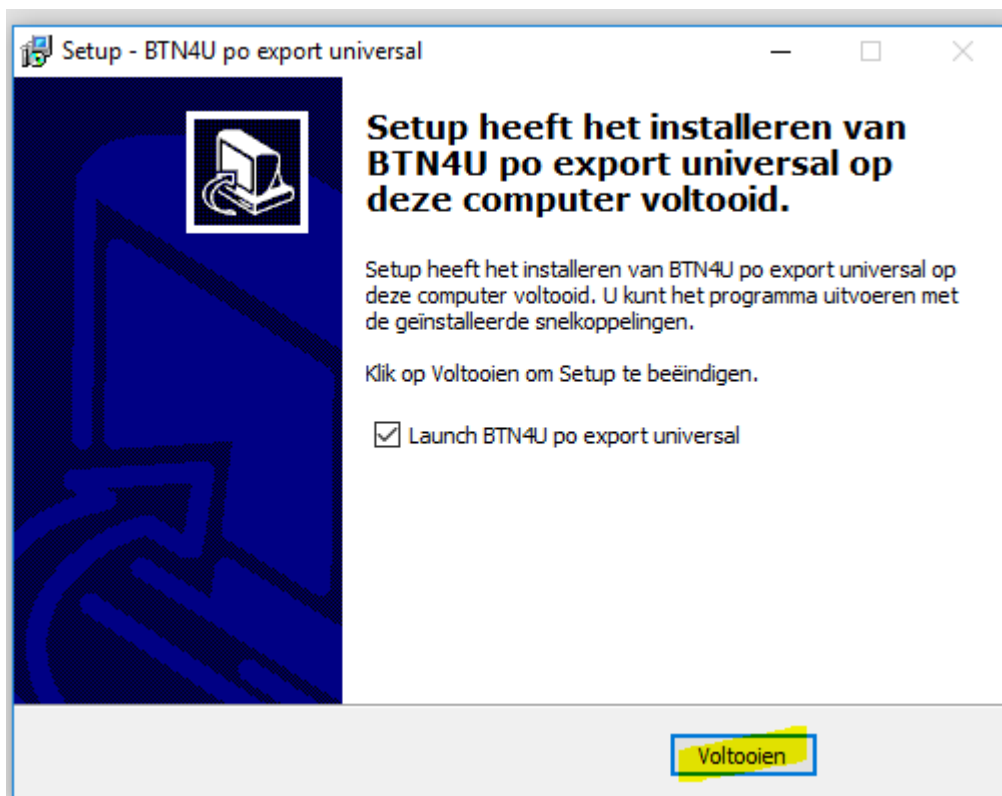 Setup - BTN4U po export universal
Setup heeft het installeren van
BTN4U po export universal op
deze computer voltooid.
Setup heeft het installeren van BTN4U po export universal op
deze computer voltooid. U kunt het programma uitvoeren met
de geïnstalleerde snelkoppelingen.
Klik op Voltooien om Setup te beëindigen.
Launch BTN4U po export universal
Voltooien